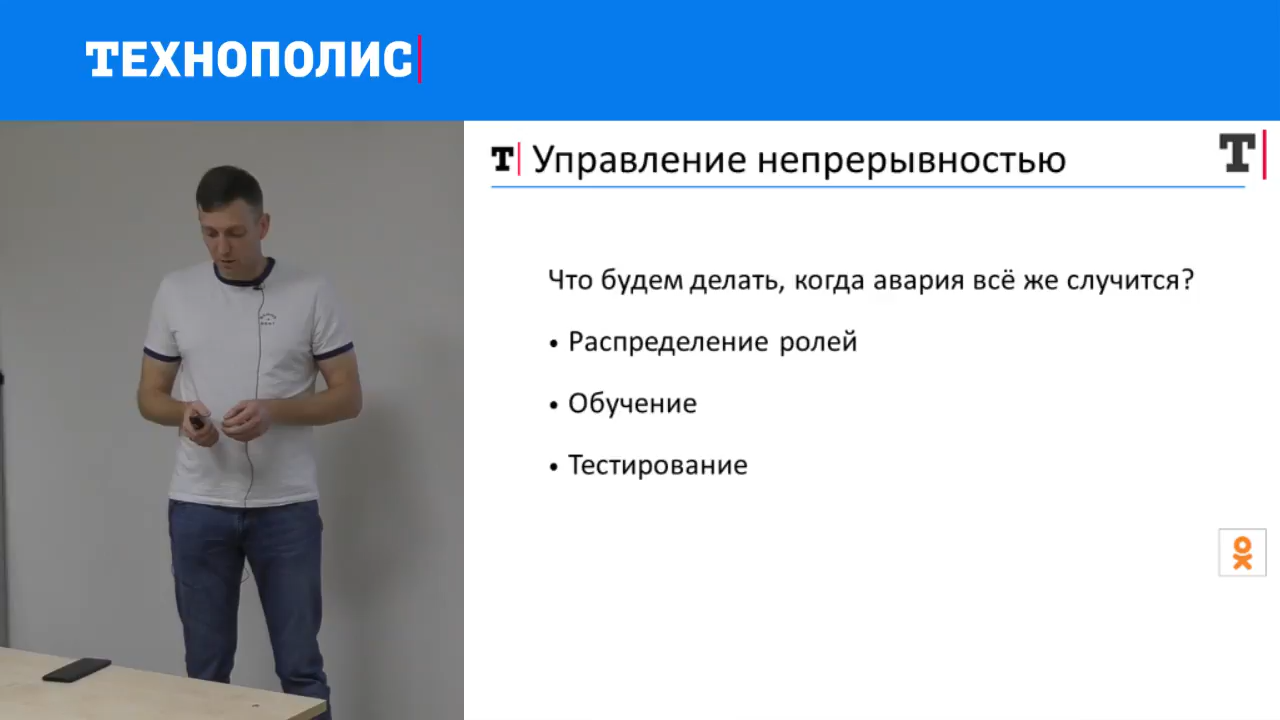 ТЕХНОПОЛИС
Т Управление непрерывностью
Т
Что будем делать, когда авария всё же случится?
• Распределение ролей
• Обучение
• Тестирование